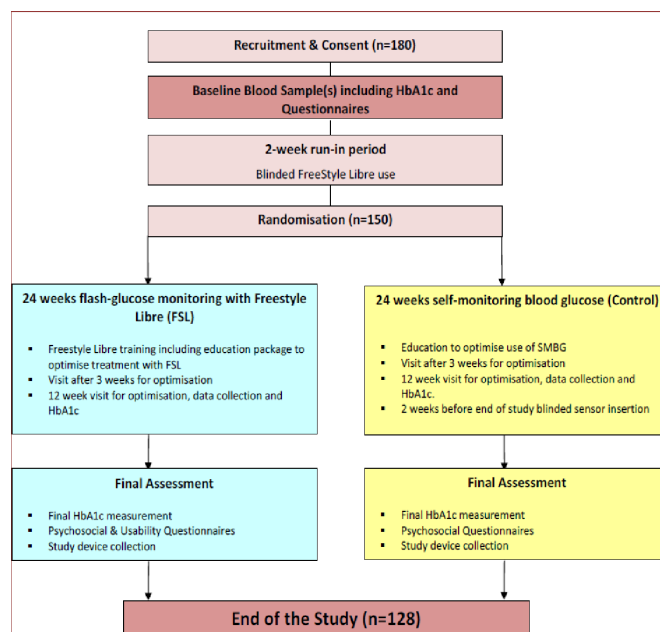 Recruitment & Consent (n=180)
Baseline Blood Sample(s) including HbA1c and
Questionnaires
2-week run-in period
Blinded FreeStyle Libre use
Randomisation (n=150)
24 weeks flash-glucose monitoring with Freestyle
Libre (FSL)
▪ Freestyle Libre training including education package to
optimise treatment with FSL
▪ Visit after 3 weeks for optimisation
▪ 12 week visit for optimisation, data collection and
HbA1c
24 weeks self-monitoring blood glucose (Control)
▪ Education to optimise use of SMBG
▪ Visit after 3 weeks for optimisation
▪ 12 week visit for optimisation, data collection and
HbA1c.
▪ 2 weeks before end of study blinded sensor insertion
Final Assessment
▪ Final HbA1c measurement
▪ Psychosocial & Usability Questionnaires
▪ Study device collection
Final Assessment
▪ Final HbA1c measurement
▪ Psychosocial Questionnaires
▪ Study device collection
End of the Study (n=128)